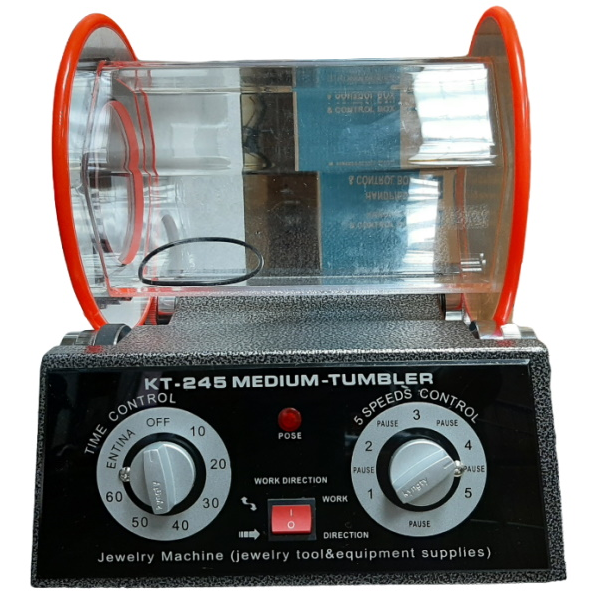 & CONTROL BOX
KT-245 MEDIUM-TUMBLER
TIME CONTROL
OFF
10
20
30
40
50
60
ENTINA
POSE
WORK DIRECTION
WORK
DIRECTION
I
O
5 SPEEDS CONTROL
1
PAUSE
2
PAUSE
3
PAUSE
4
PAUSE
5
PAUSE
Jewelry Machine (jewelry tool&equipment supplies)